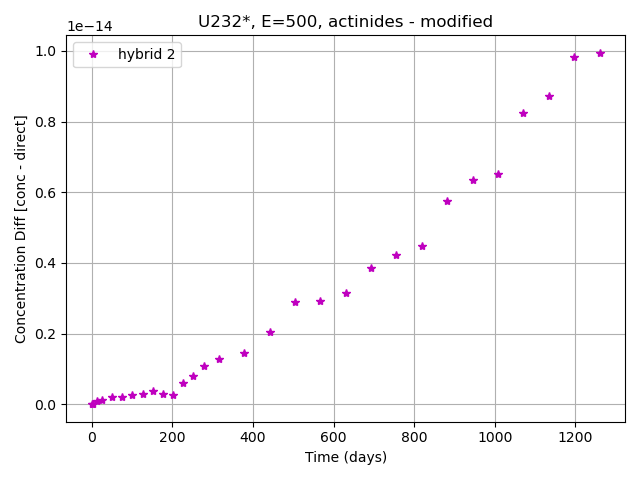 U232*, E=500, actinides - modified
1e−14
hybrid 2
1.0
0.8
0.6
0.4
0.2
0.0
Concentration Diff [conc - direct]
0 200 400 600 800 1000 1200
Time (days)